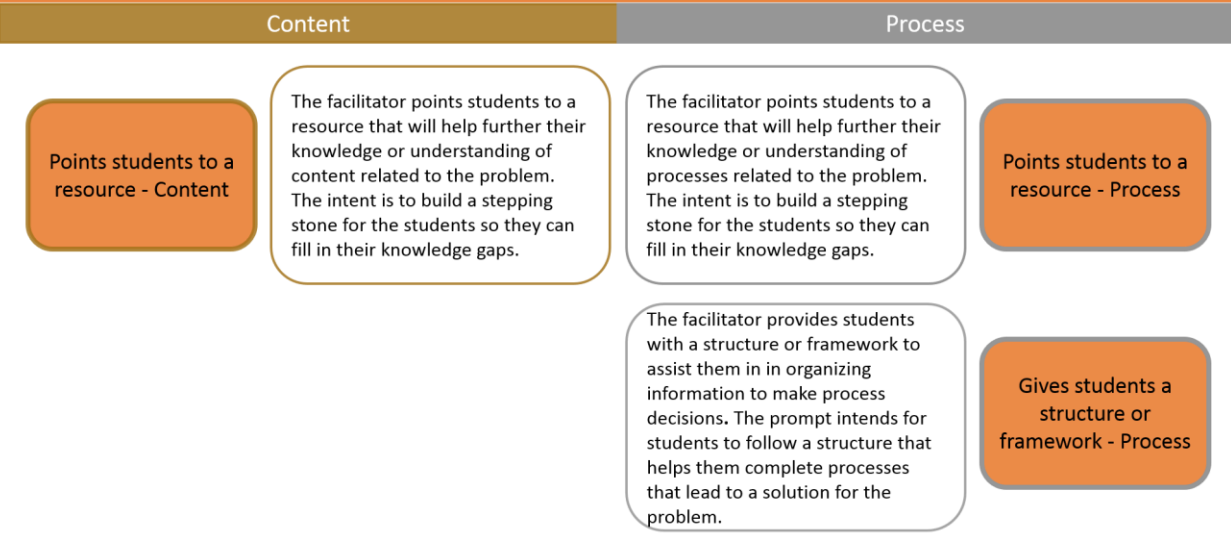 Content
Process
Points students to a
resource - Content
The facilitator points students to a
resource that will help further their
knowledge or understanding of
content related to the problem.
The intent is to build a stepping
stone for the students so they can
fill in their knowledge gaps.
The facilitator points students to a
resource that will help further their
knowledge or understanding of
processes related to the problem.
The intent is to build a stepping
stone for the students so they can
fill in their knowledge gaps.
Points students to a
resource - Process
The facilitator provides students
with a structure or framework to
assist them in in organizing
information to make process
decisions. The prompt intends for
students to follow a structure that
helps them complete processes
that lead to a solution for the
problem.
Gives students a
structure or
framework - Process